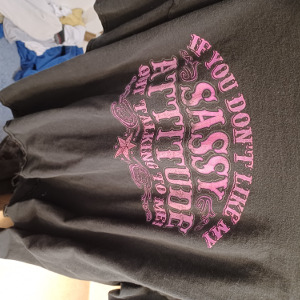 IF YOU DON'T LIKE MY
SASSY
ATTITUDE
QUIT TALKING TO ME!